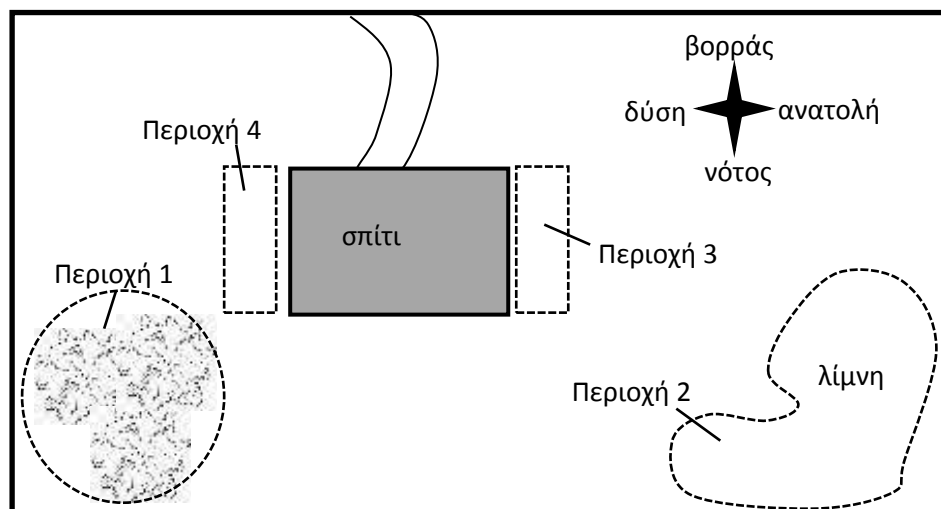 βορράς
δύση
ανατολή
νότος
Περιοχή 4
σπίτι
Περιοχή 3
Περιοχή 1
λίμνη
Περιοχή 2